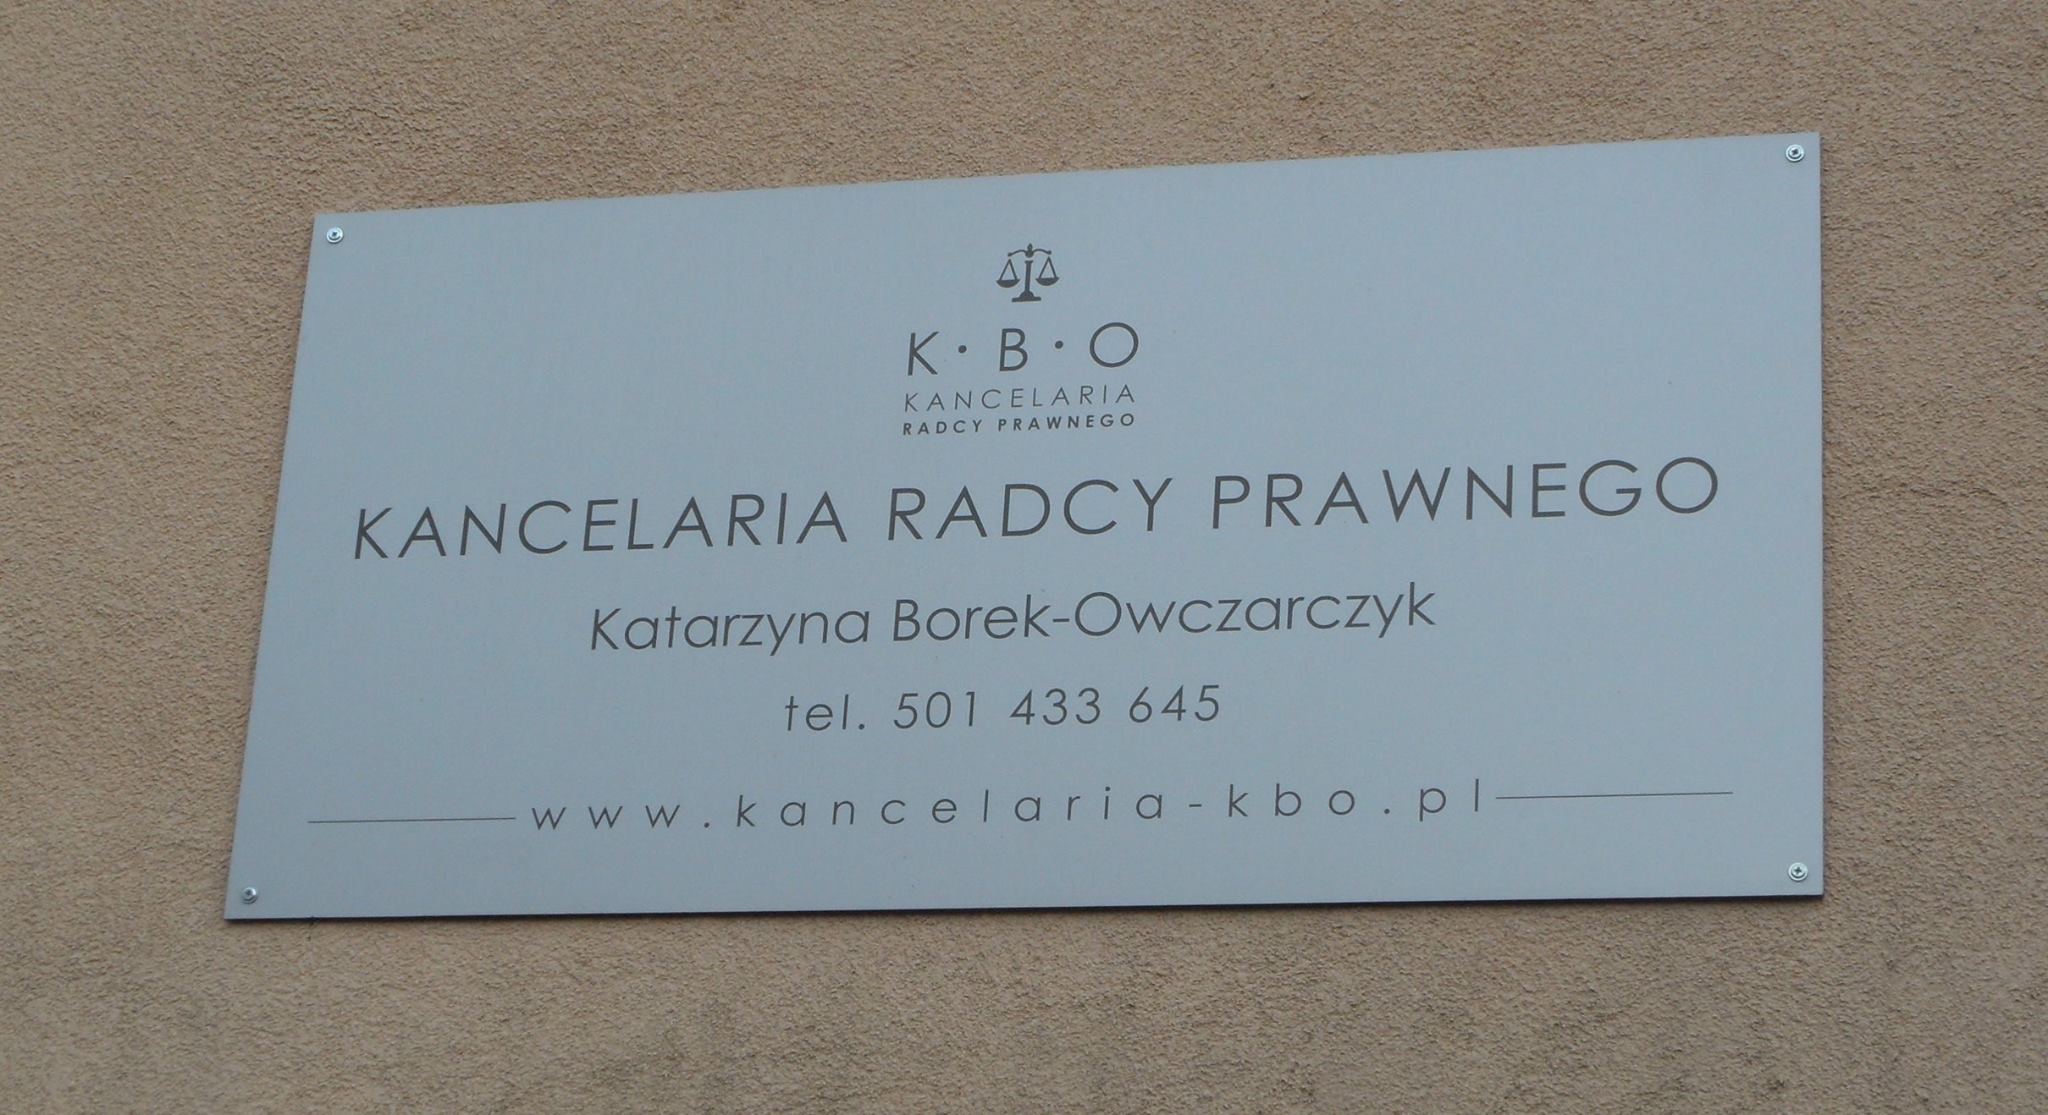 K·B·O
KANCELARIA
RADCY PRAWNEGO
KANCELARIA RADCY PRAWNEGO
Katarzyna Borek-Owczarczyk
tel. 501 433 645
www.kancelaria-kbo.pl